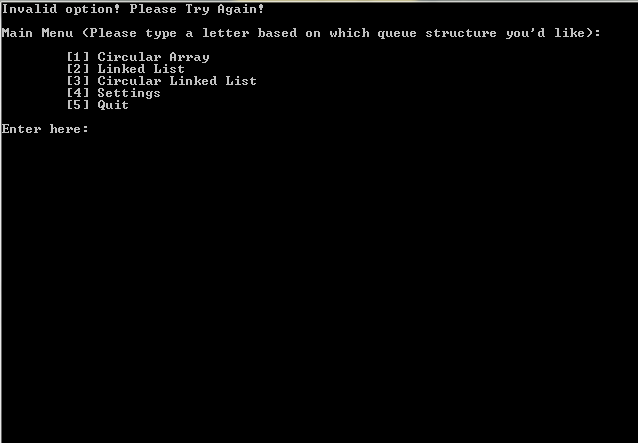 Invalid option! Please Try Again!
Main Menu (Please type a letter based on which queue structure you'd like):
[1] Circular Array
[2] Linked List
[3] Circular Linked List
[4] Settings
[5] Quit
Enter here: